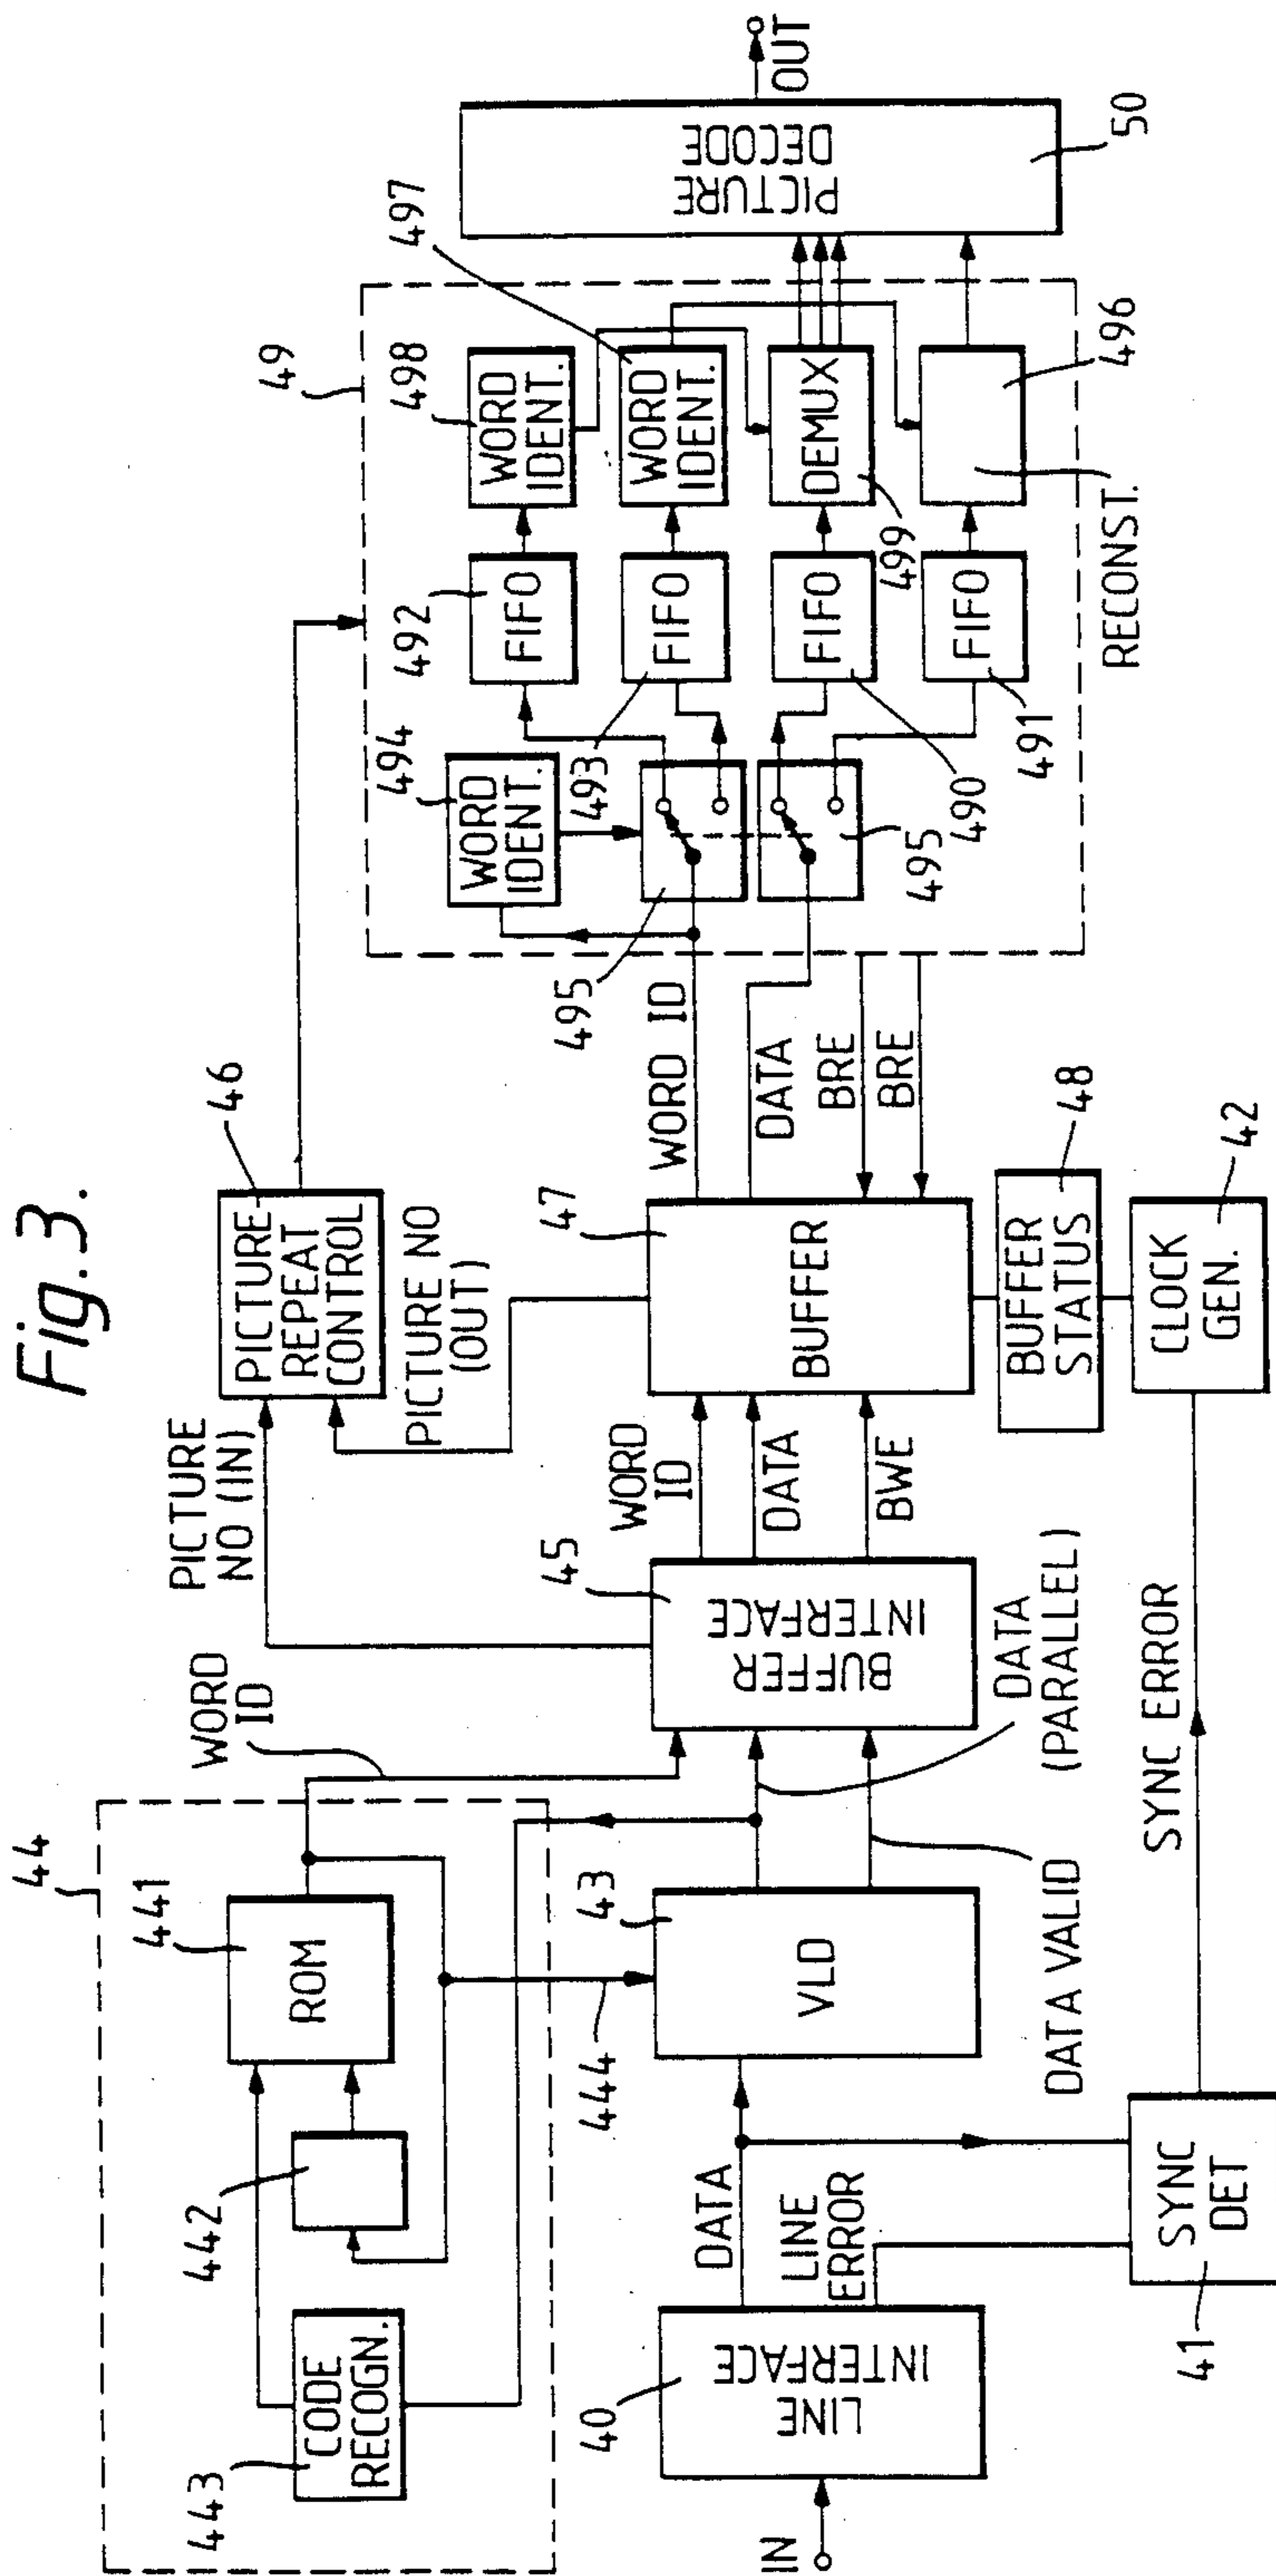 Fig.3.
44
443
CODE
RECOGN.
442
441
ROM
WORD
ID
444
PICTURE
NO (IN)
46
PICTURE
REPEAT
CONTROL
PICTURE NO
(OUT)
IN
40
LINE
INTERFACE
DATA
LINE
ERROR
43
VLD
DATA VALID
DATA
(PARALLEL)
45
BUFFER
INTERFACE
WORD
ID
DATA
BWE
47
BUFFER
WORD ID
DATA
BRE
BRE
41
SYNC
DET
SYNC ERROR
48
BUFFER
STATUS
42
CLOCK
GEN.
49
494
WORD
IDENT.
495
495
492
FIFO
498
WORD
IDENT.
493
FIFO
497
WORD
IDENT.
490
FIFO
499
DEMUX
491
FIFO
496
RECONST.
PICTURE
DECODE
50
OUT